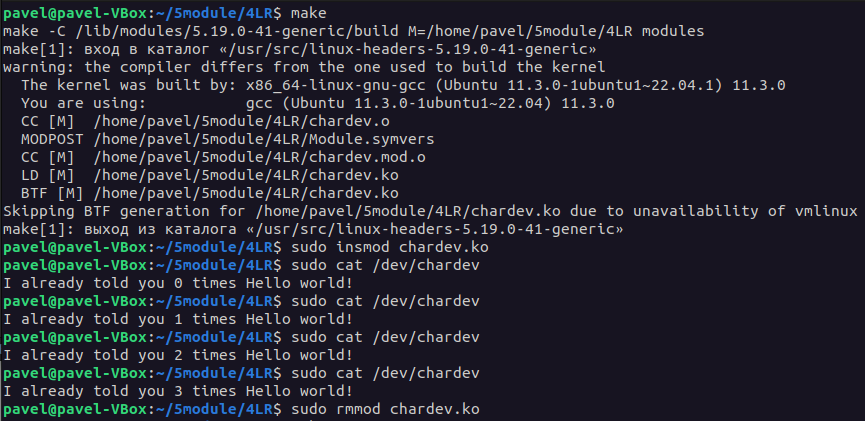 pavel@pavel-VBox:~/5module/4LR$ make
make -C /lib/modules/5.19.0-41-generic/build M=/home/pavel/5module/4LR modules
make[1]: вход в каталог «/usr/src/linux-headers-5.19.0-41-generic»
warning: the compiler differs from the one used to build the kernel
  The kernel was built by: x86_64-linux-gnu-gcc (Ubuntu 11.3.0-1ubuntu1~22.04.1) 11.3.0
  You are using:           gcc (Ubuntu 11.3.0-1ubuntu1~22.04) 11.3.0
  CC [M]  /home/pavel/5module/4LR/chardev.o
  MODPOST /home/pavel/5module/4LR/Module.symvers
  CC [M]  /home/pavel/5module/4LR/chardev.mod.o
  LD [M]  /home/pavel/5module/4LR/chardev.ko
  BTF [M] /home/pavel/5module/4LR/chardev.ko
Skipping BTF generation for /home/pavel/5module/4LR/chardev.ko due to unavailability of vmlinux
make[1]: выход из каталога «/usr/src/linux-headers-5.19.0-41-generic»
pavel@pavel-VBox:~/5module/4LR$ sudo insmod chardev.ko
pavel@pavel-VBox:~/5module/4LR$ sudo cat /dev/chardev
I already told you 0 times Hello world!
pavel@pavel-VBox:~/5module/4LR$ sudo cat /dev/chardev
I already told you 1 times Hello world!
pavel@pavel-VBox:~/5module/4LR$ sudo cat /dev/chardev
I already told you 2 times Hello world!
pavel@pavel-VBox:~/5module/4LR$ sudo cat /dev/chardev
I already told you 3 times Hello world!
pavel@pavel-VBox:~/5module/4LR$ sudo rmmod chardev.ko